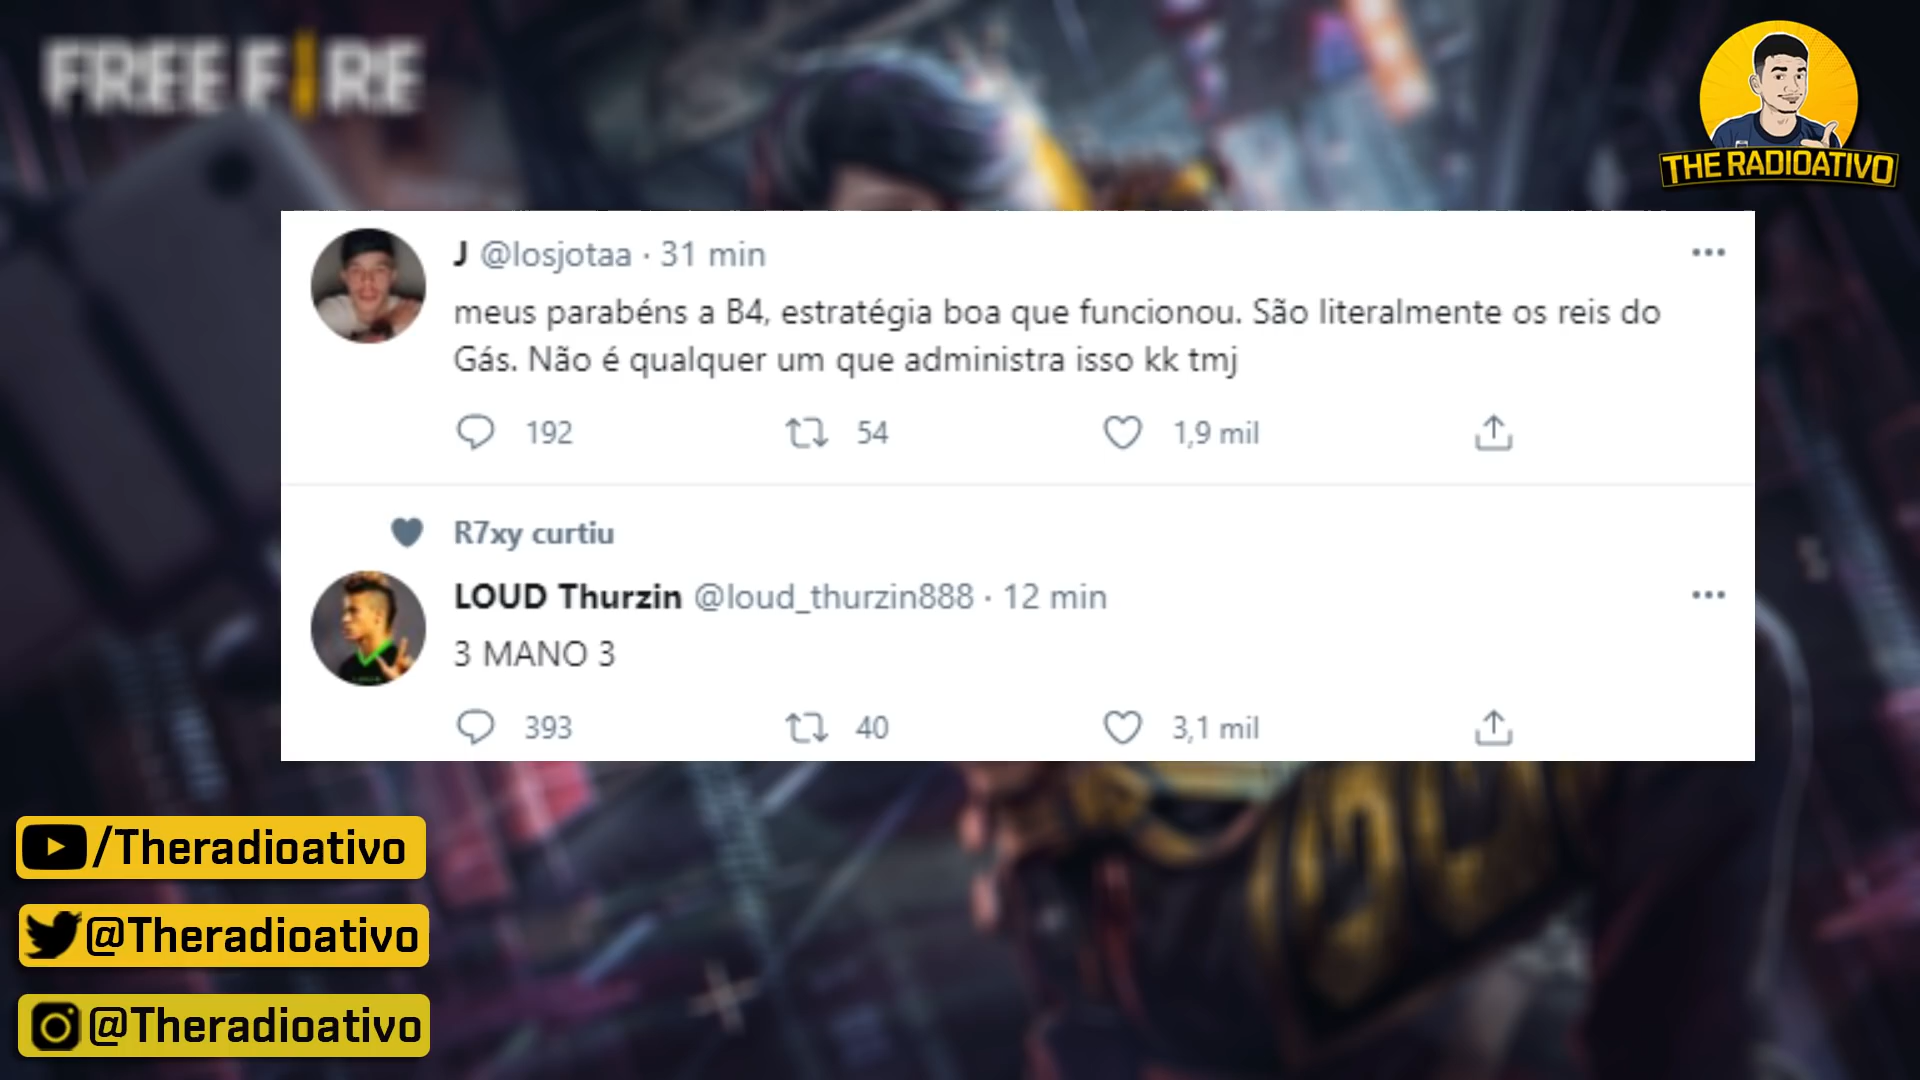 FREE FIRE
THE RADIOATIVO
J @losjotaa · 31 min
meus parabéns a B4, estratégia boa que funcionou. São literalmente os reis do
Gás. Não é qualquer um que administra isso kk tmj
192 54 1,9 mil
R7xy curtiu
LOUD Thurzin @loud_thurzin888 · 12 min
3 MANO 3
393 40 3,1 mil
/Theradioativo
@Theradioativo
@Theradioativo